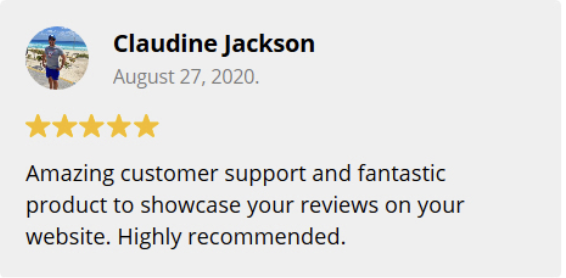 Claudine Jackson
August 27, 2020.
Amazing customer support and fantastic
product to showcase your reviews on your
website. Highly recommended.